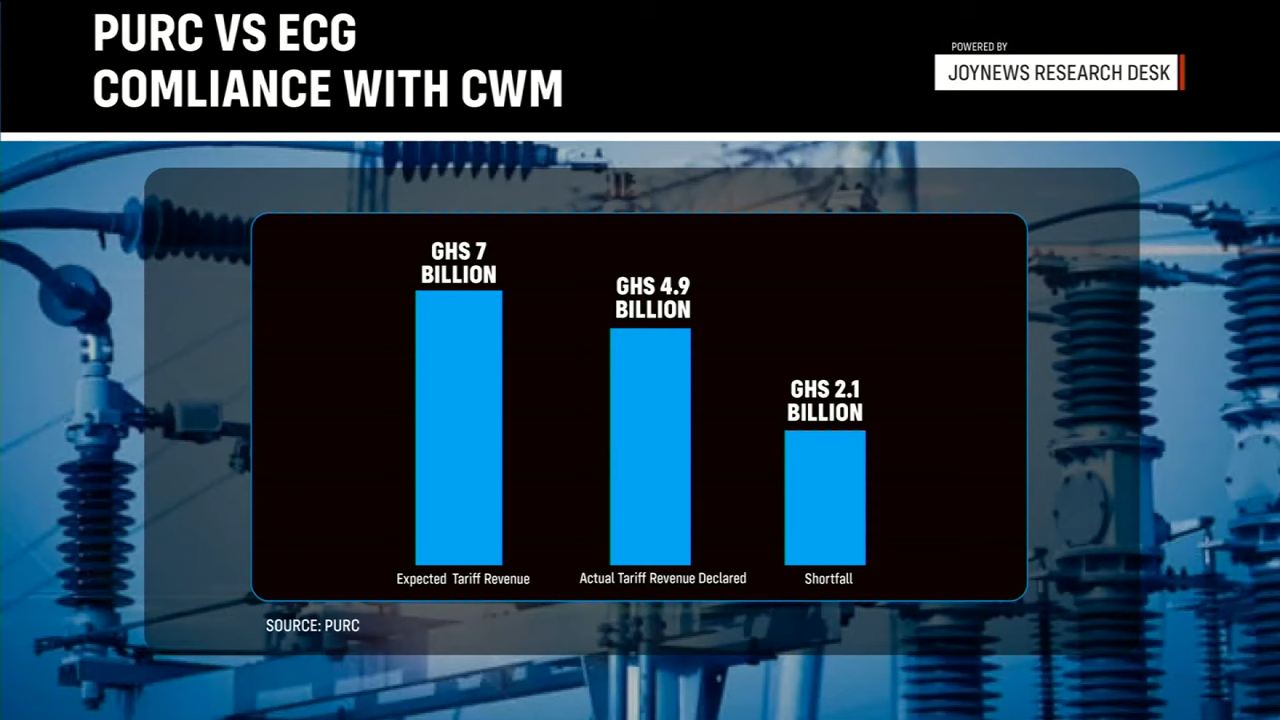 PURC VS ECG
COMLIANCE WITH CWM
POWERED BY
JOYNEWS RESEARCH DESK
GHS 7
BILLION
GHS 4.9
BILLION
GHS 2.1
BILLION
Expected Tariff Revenue
Actual Tariff Revenue Declared
Shortfall
SOURCE: PURC